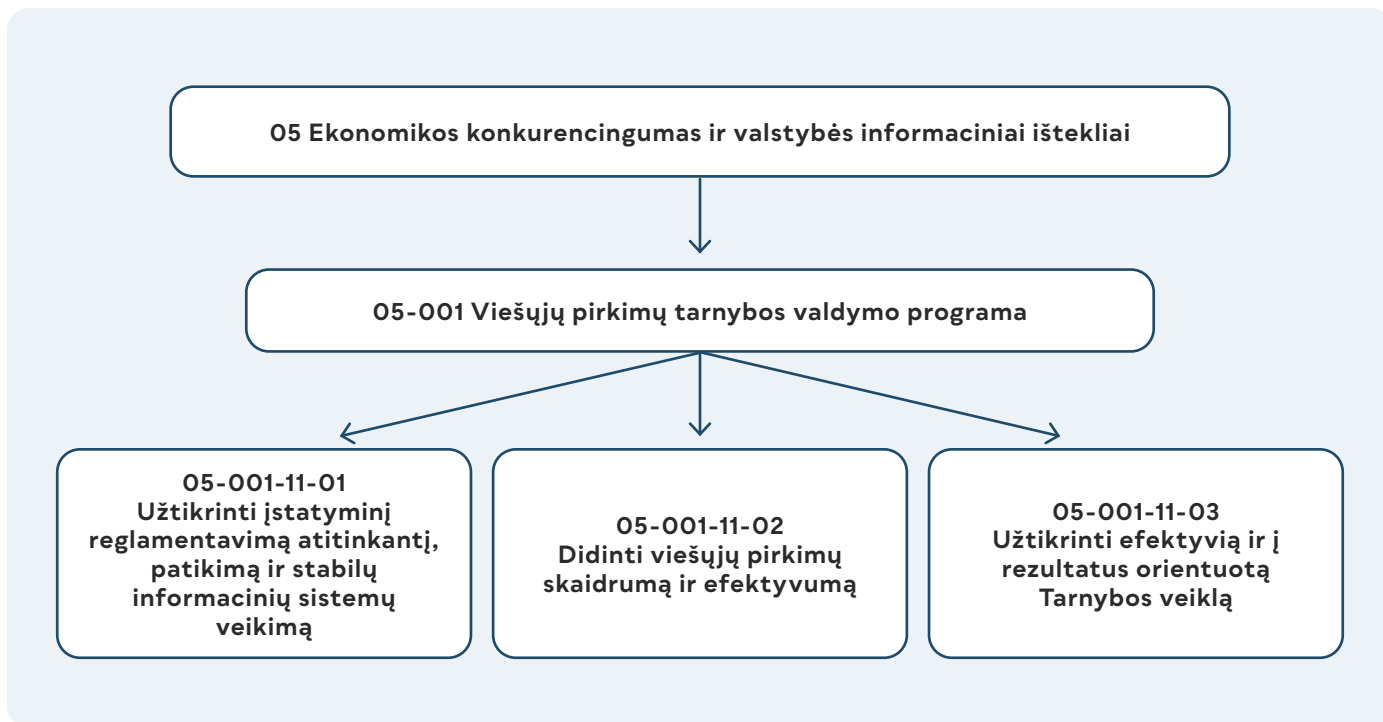 05 Ekonomikos konkurencingumas ir valstybės informaciniai ištekliai
05-001 Viešųjų pirkimų tarnybos valdymo programa
05-001-11-01
Užtikrinti įstatyminį
reglamentavimą atitinkantį,
patikimą ir stabilų
informacinių sistemų
veikimą
05-001-11-02
Didinti viešųjų pirkimų
skaidrumą ir efektyvumą
05-001-11-03
Užtikrinti efektyvią ir į
rezultatus orientuotą
Tarnybos veiklą